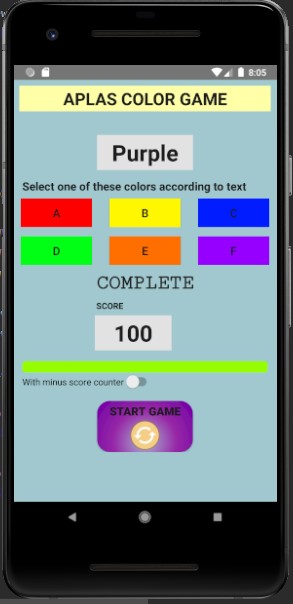 8:05
APLAS COLOR GAME
Purple
Select one of these colors according to text
A B C
D E F
COMPLETE
SCORE
100
With minus score counter
START GAME